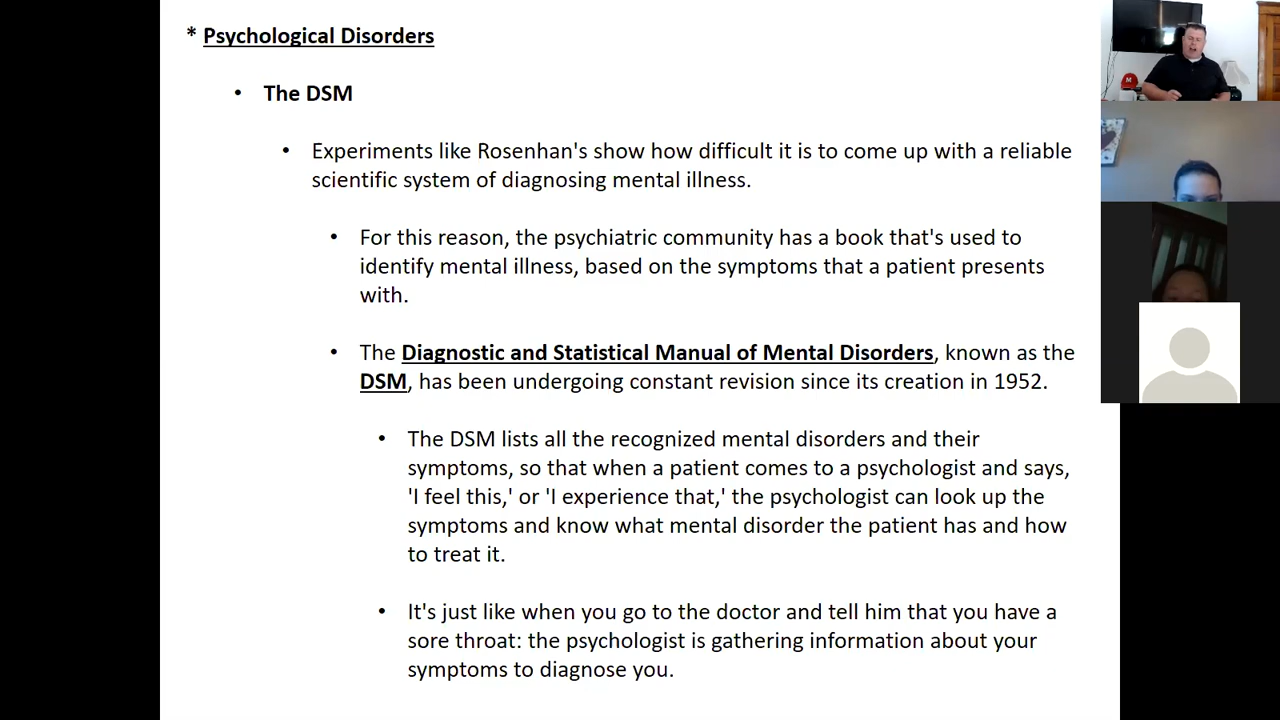 * Psychological Disorders
• The DSM
• Experiments like Rosenhan's show how difficult it is to come up with a reliable
scientific system of diagnosing mental illness.
• For this reason, the psychiatric community has a book that's used to
identify mental illness, based on the symptoms that a patient presents
with.
• The Diagnostic and Statistical Manual of Mental Disorders, known as the
DSM, has been undergoing constant revision since its creation in 1952.
• The DSM lists all the recognized mental disorders and their
symptoms, so that when a patient comes to a psychologist and says,
'I feel this,' or 'I experience that,' the psychologist can look up the
symptoms and know what mental disorder the patient has and how
to treat it.
• It's just like when you go to the doctor and tell him that you have a
sore throat: the psychologist is gathering information about your
symptoms to diagnose you.
M